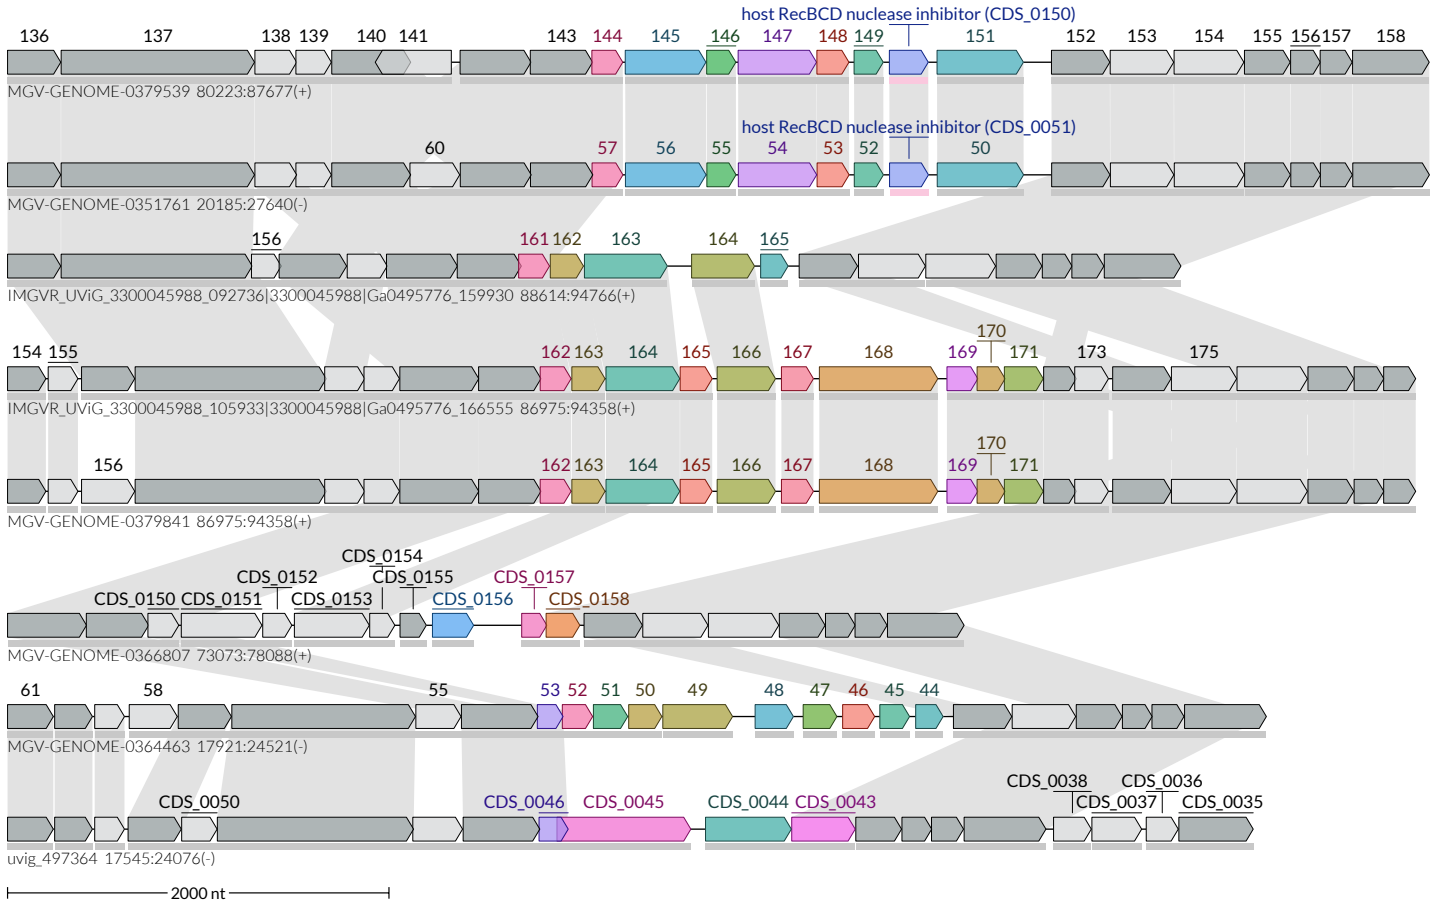 host RecBCD nuclease inhibitor (CDS_0150)
136 137 138 139 140 141 143 144 145 146 147 148 149 151 152 153 154 155 156 157 158
MGV-GENOME-0379539 80223:87677(+)
host RecBCD nuclease inhibitor (CDS_0051)
60 57 56 55 54 53 52 50
MGV-GENOME-0351761 20185:27640(-)
156 161 162 163 164 165
IMGVR_UViG_3300045988_092736|3300045988|Ga0495776_159930 88614:94766(+)
170
154 155 162 163 164 165 166 167 168 169 171 173 175
IMGVR_UViG_3300045988_105933|3300045988|Ga0495776_166555 86975:94358(+)
170
156 162 163 164 165 166 167 168 169 171
MGV-GENOME-0379841 86975:94358(+)
CDS_0154
CDS_0152 CDS_0155 CDS_0157
CDS_0150 CDS_0151 CDS_0153 CDS_0156 CDS_0158
MGV-GENOME-0366807 73073:78088(+)
61 58 55 53 52 51 50 49 48 47 46 45 44
MGV-GENOME-0364463 17921:24521(-)
CDS_0038 CDS_0036
CDS_0050 CDS_0046 CDS_0045 CDS_0044 CDS_0043 CDS_0037 CDS_0035
uvig_497364 17545:24076(-)
2000 nt